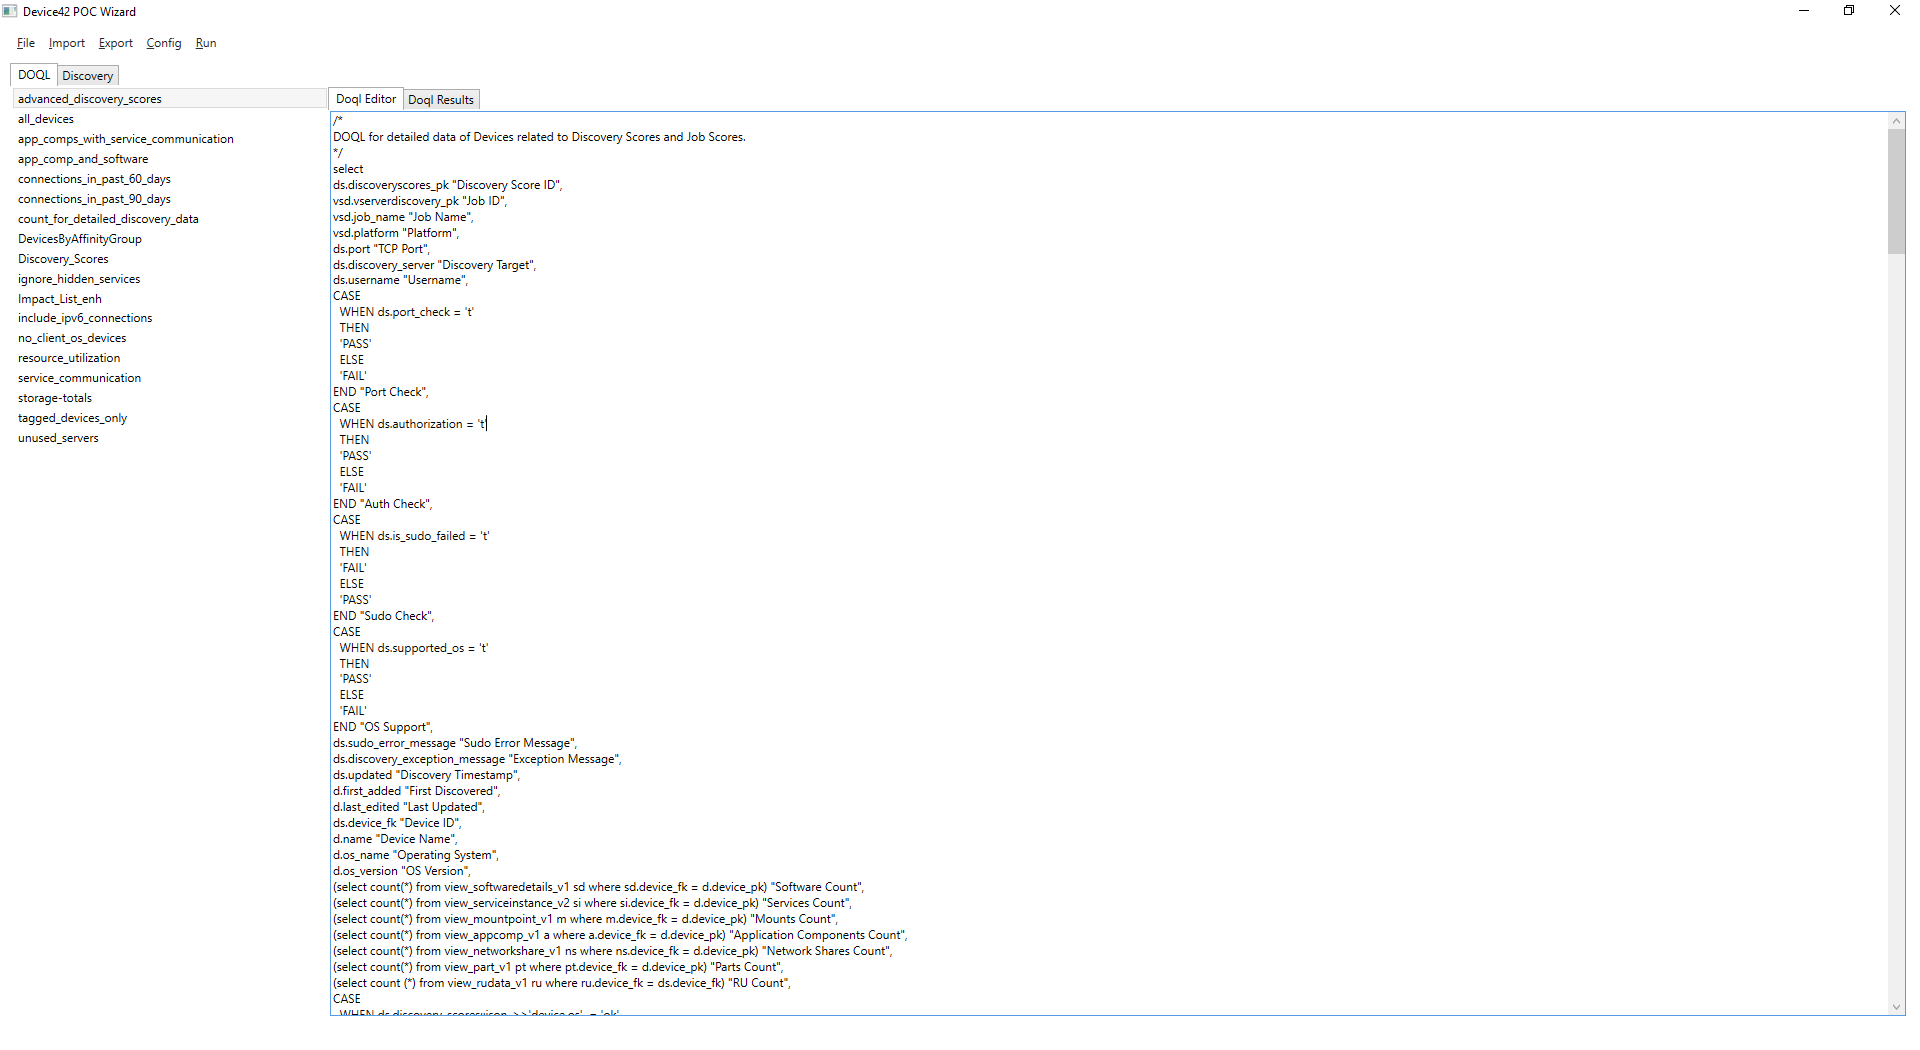 Device42 POC Wizard
File Import Export Config Run
DOQL Discovery
advanced_discovery_scores
all_devices
app_comps_with_service_communication
app_comp_and_software
connections_in_past_60_days
connections_in_past_90_days
count_for_detailed_discovery_data
DevicesByAffinityGroup
Discovery_Scores
ignore_hidden_services
Impact_List_enh
include_ipv6_connections
no_client_os_devices
resource_utilization
service_communication
storage-totals
tagged_devices_only
unused_servers
Doql Editor Doql Results
/*
DOQL for detailed data of Devices related to Discovery Scores and Job Scores.
*/
select
ds.discoveryscores_pk "Discovery Score ID",
vsd.vserverdiscovery_pk "Job ID",
vsd.job_name "Job Name",
vsd.platform "Platform",
ds.port "TCP Port",
ds.discovery_server "Discovery Target",
ds.username "Username",
CASE
WHEN ds.port_check = 't'
THEN
'PASS'
ELSE
'FAIL'
END "Port Check",
CASE
WHEN ds.authorization = 't'
THEN
'PASS'
ELSE
'FAIL'
END "Auth Check",
CASE
WHEN ds.is_sudo_failed = 't'
THEN
'FAIL'
ELSE
'PASS'
END "Sudo Check",
CASE
WHEN ds.supported_os = 't'
THEN
'PASS'
ELSE
'FAIL'
END "OS Support",
ds.sudo_error_message "Sudo Error Message",
ds.discovery_exception_message "Exception Message",
ds.updated "Discovery Timestamp",
d.first_added "First Discovered",
d.last_edited "Last Updated",
ds.device_fk "Device ID",
d.name "Device Name",
d.os_name "Operating System",
d.os_version "OS Version",
(select count(*) from view_softwaredetails_v1 sd where sd.device_fk = d.device_pk) "Software Count",
(select count(*) from view_serviceinstance_v2 si where si.device_fk = d.device_pk) "Services Count",
(select count(*) from view_mountpoint_v1 m where m.device_fk = d.device_pk) "Mounts Count",
(select count(*) from view_appcomp_v1 a where a.device_fk = d.device_pk) "Application Components Count",
(select count(*) from view_networkshare_v1 ns where ns.device_fk = d.device_pk) "Network Shares Count",
(select count(*) from view_part_v1 pt where pt.device_fk = d.device_pk) "Parts Count",
(select count (*) from view_rudata_v1 ru where ru.device_fk = ds.device_fk) "RU Count",
CASE